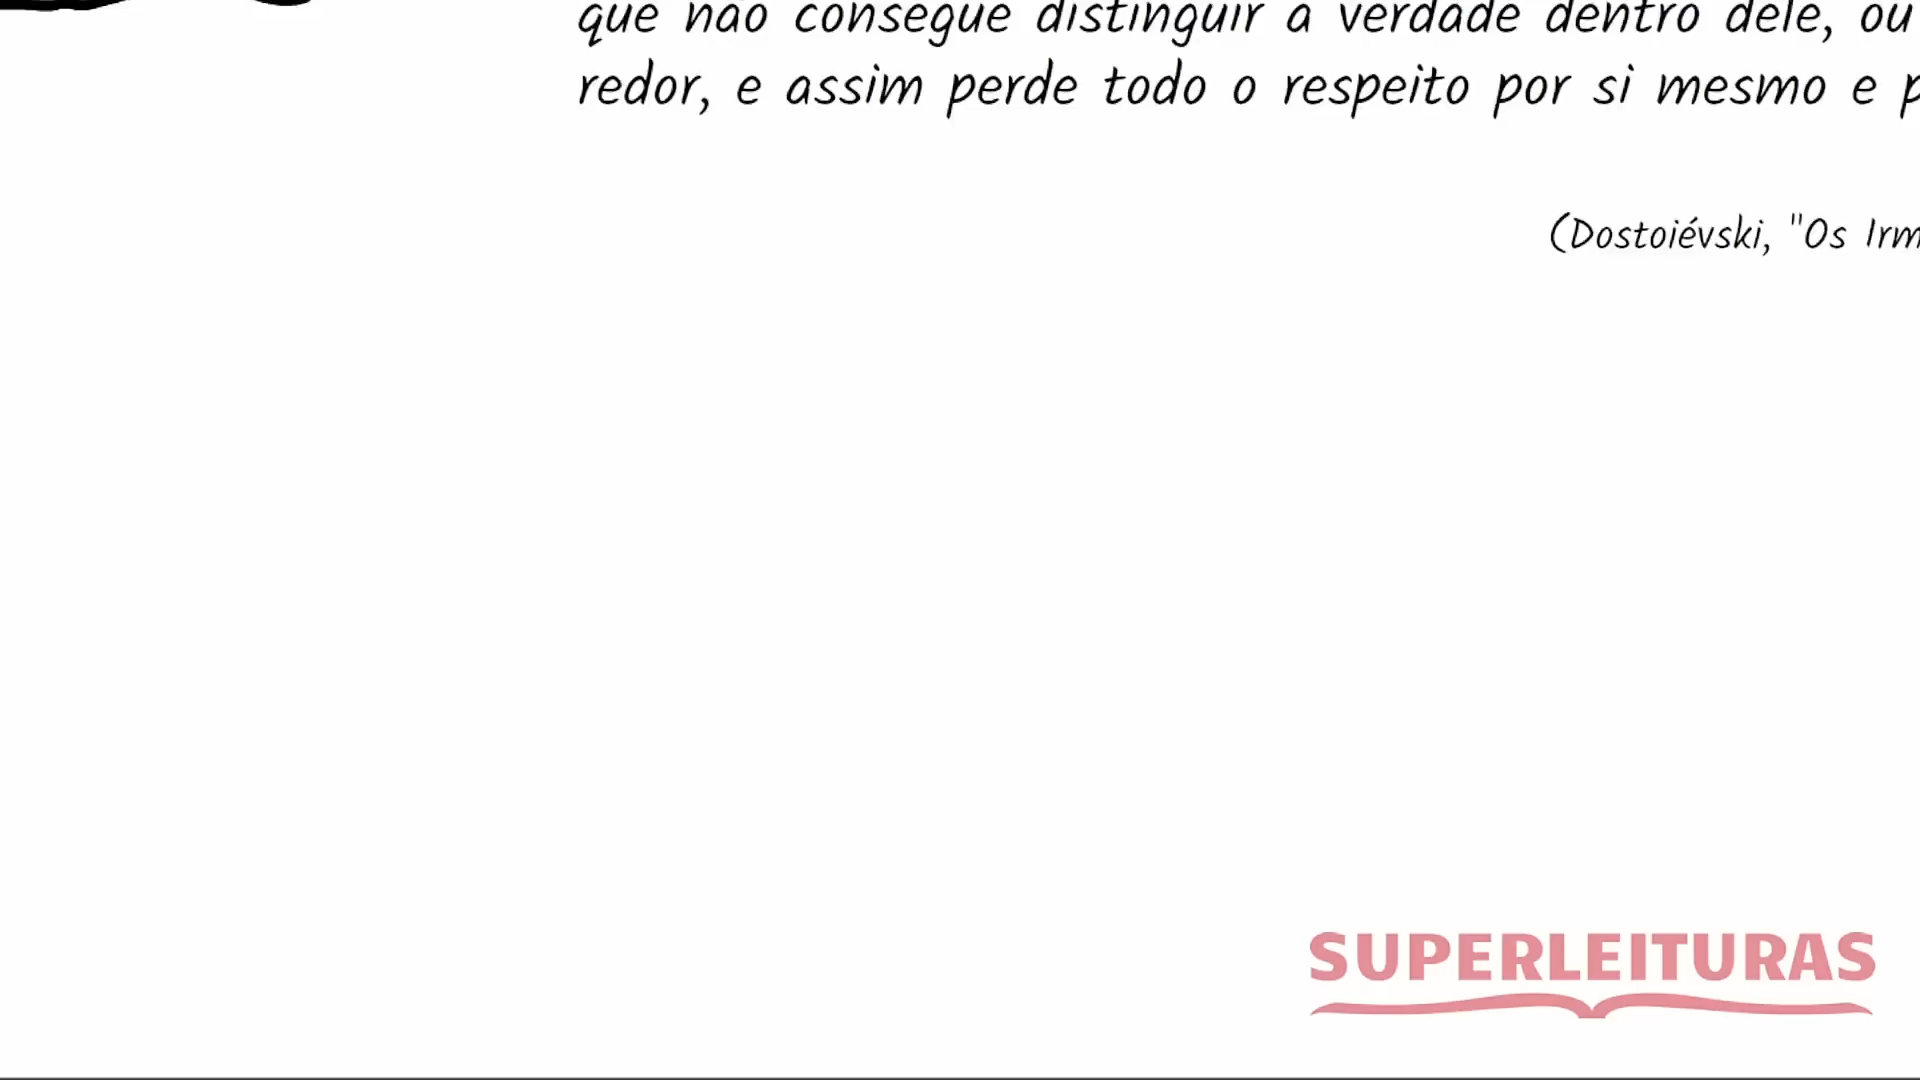 que não consegue distinguir a verdade dentro dele, ou
redor, e assim perde todo o respeito por si mesmo e p
(Dostoiévski, "Os Irm
SUPERLEITURAS